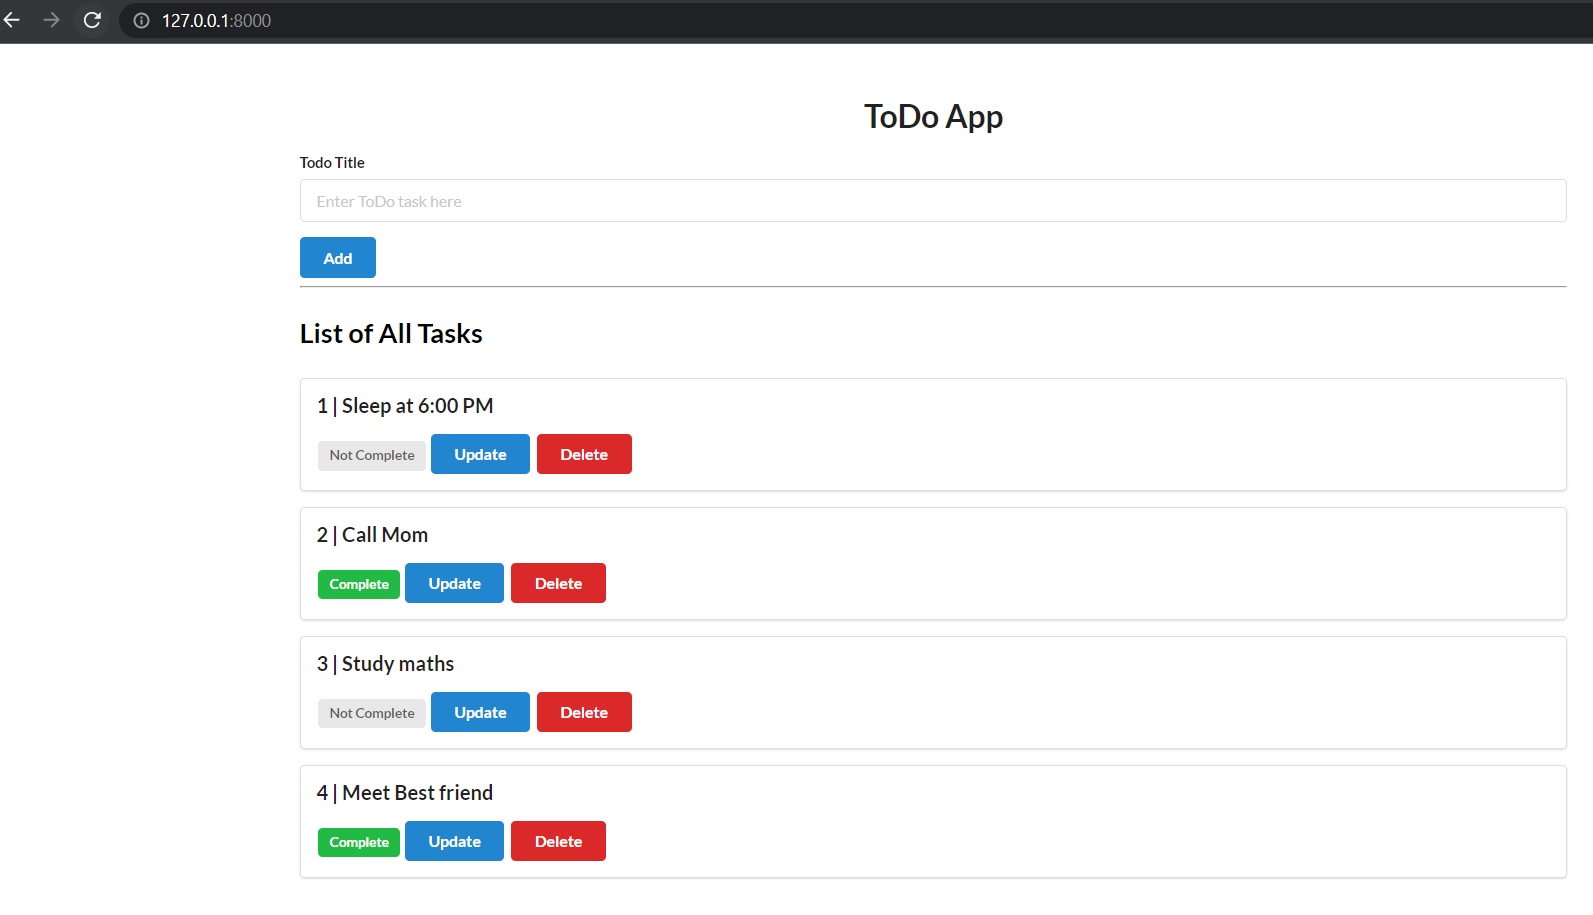 127.0.0.1:8000
ToDo App
Todo Title
Enter ToDo task here
Add
List of All Tasks
1 | Sleep at 6:00 PM
Not Complete Update Delete
2 | Call Mom
Complete Update Delete
3 | Study maths
Not Complete Update Delete
4 | Meet Best friend
Complete Update Delete